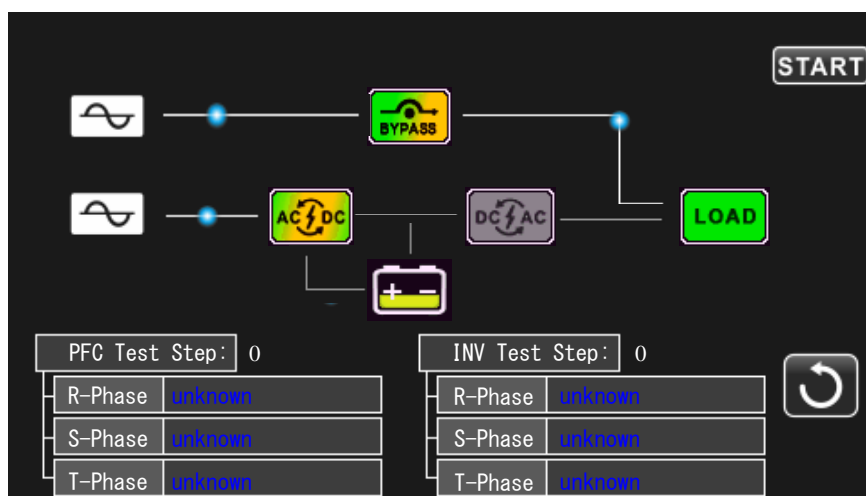 START
BYPASS
AC DC
DC AC
LOAD
+ −
PFC Test Step: 0
R-Phase unknown
S-Phase unknown
T-Phase unknown
INV Test Step: 0
R-Phase unknown
S-Phase unknown
T-Phase unknown